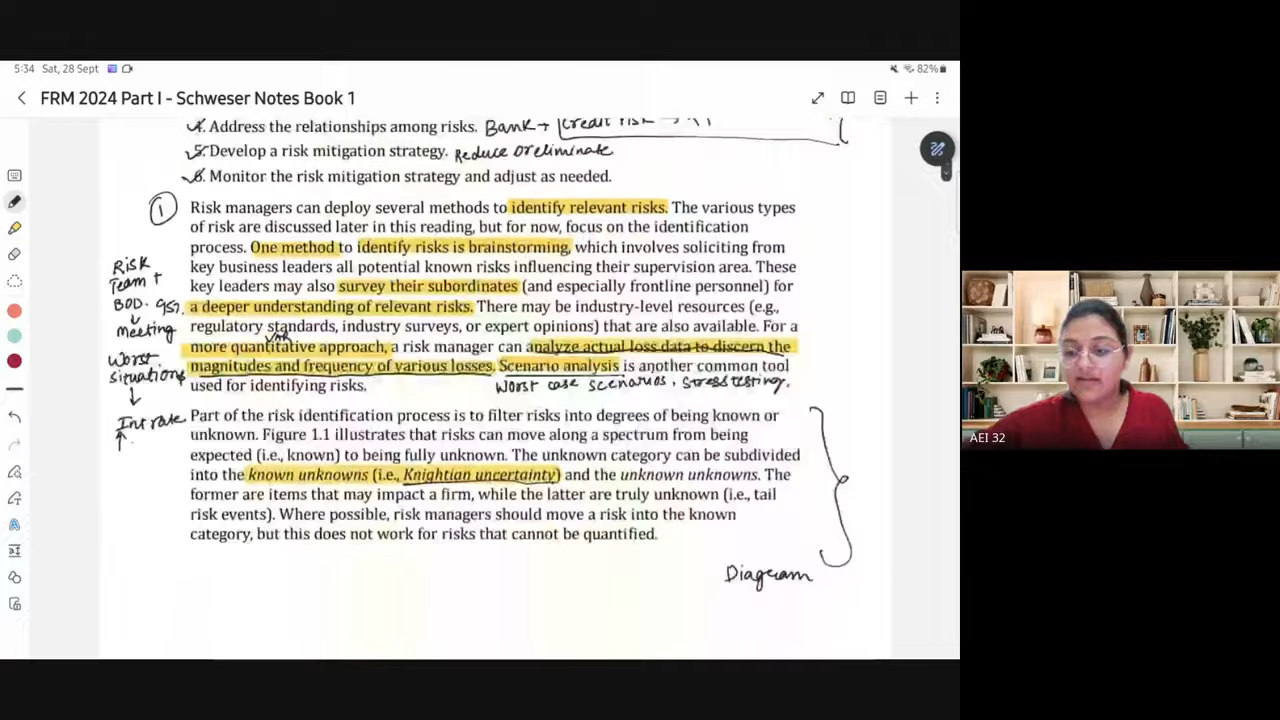 5:34 Sat, 28 Sept 82%
FRM 2024 Part I - Schweser Notes Book 1
4. Address the relationships among risks. Bank → credit risk →
5. Develop a risk mitigation strategy. Reduce or eliminate
6. Monitor the risk mitigation strategy and adjust as needed.
1 Risk managers can deploy several methods to identify relevant risks. The various types
of risk are discussed later in this reading, but for now, focus on the identification
process. One method to identify risks is brainstorming, which involves soliciting from
key business leaders all potential known risks influencing their supervision area. These
key leaders may also survey their subordinates (and especially frontline personnel) for
a deeper understanding of relevant risks. There may be industry-level resources (e.g.,
regulatory standards, industry surveys, or expert opinions) that are also available. For a
VAR
more quantitative approach, a risk manager can analyze actual loss data to discern the
magnitudes and frequency of various losses. Scenario analysis is another common tool
used for identifying risks. Worst case scenarios, stress testing.
Risk
Team +
BOD.
Meeting
Worst
situations
Int rate
Part of the risk identification process is to filter risks into degrees of being known or
unknown. Figure 1.1 illustrates that risks can move along a spectrum from being
expected (i.e., known) to being fully unknown. The unknown category can be subdivided
into the known unknowns (i.e., Knightian uncertainty) and the unknown unknowns. The
former are items that may impact a firm, while the latter are truly unknown (i.e., tail
risk events). Where possible, risk managers should move a risk into the known
category, but this does not work for risks that cannot be quantified.
Diagram
AEI 32